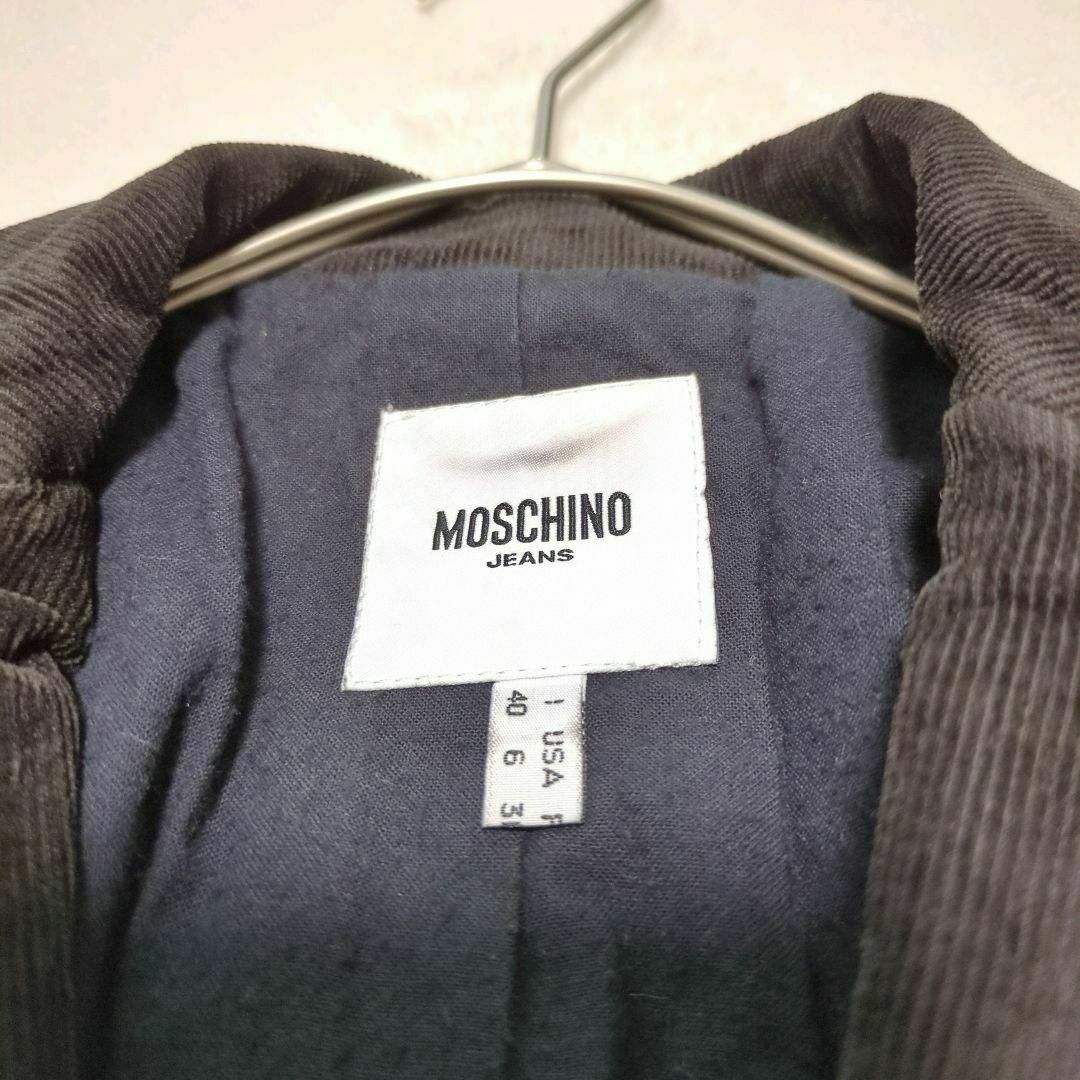 MOSCHINO
JEANS
I USA F
40 6